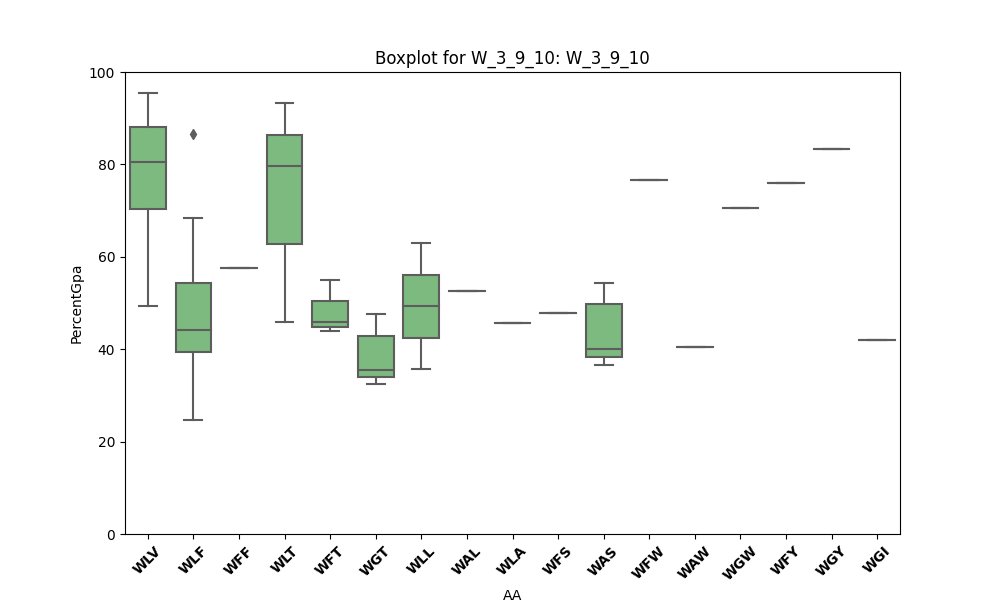 Boxplot for W_3_9_10: W_3_9_10
PercentGpa
100
80
60
40
20
0
WLV WLF WFF WLT WFT WGT WLL WAL WLA WFS WAS WFW WAW WGW WFY WGY WGI
AA